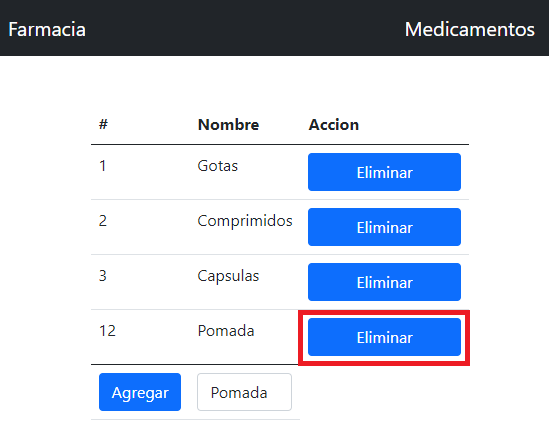 Farmacia Medicamentos
# Nombre Accion
1 Gotas Eliminar
2 Comprimidos Eliminar
3 Capsulas Eliminar
12 Pomada Eliminar
Agregar Pomada